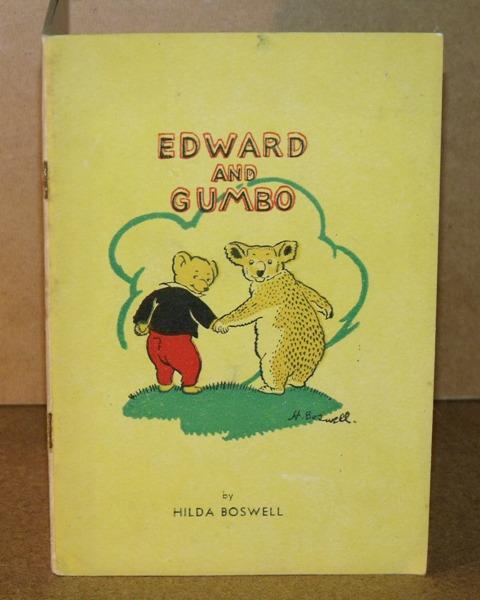 EDWARD
AND
GUMBO
H. Boswell.
by
HILDA BOSWELL